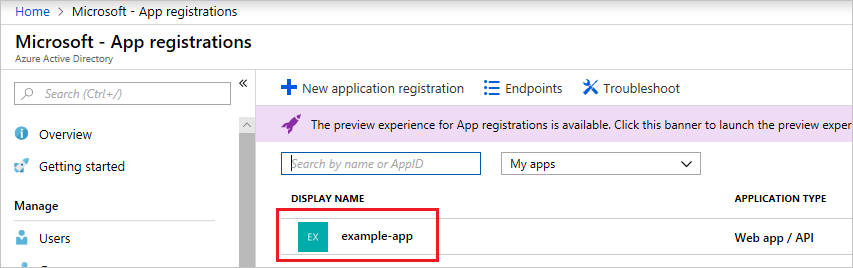 Home > Microsoft - App registrations
Microsoft - App registrations
Azure Active Directory
Search (Ctrl+/)
«
Overview
Getting started
Manage
Users
New application registration
Endpoints
Troubleshoot
The preview experience for App registrations is available. Click this banner to launch the preview exper
Search by name or AppID
My apps
DISPLAY NAME
APPLICATION TYPE
EX
example-app
Web app / API